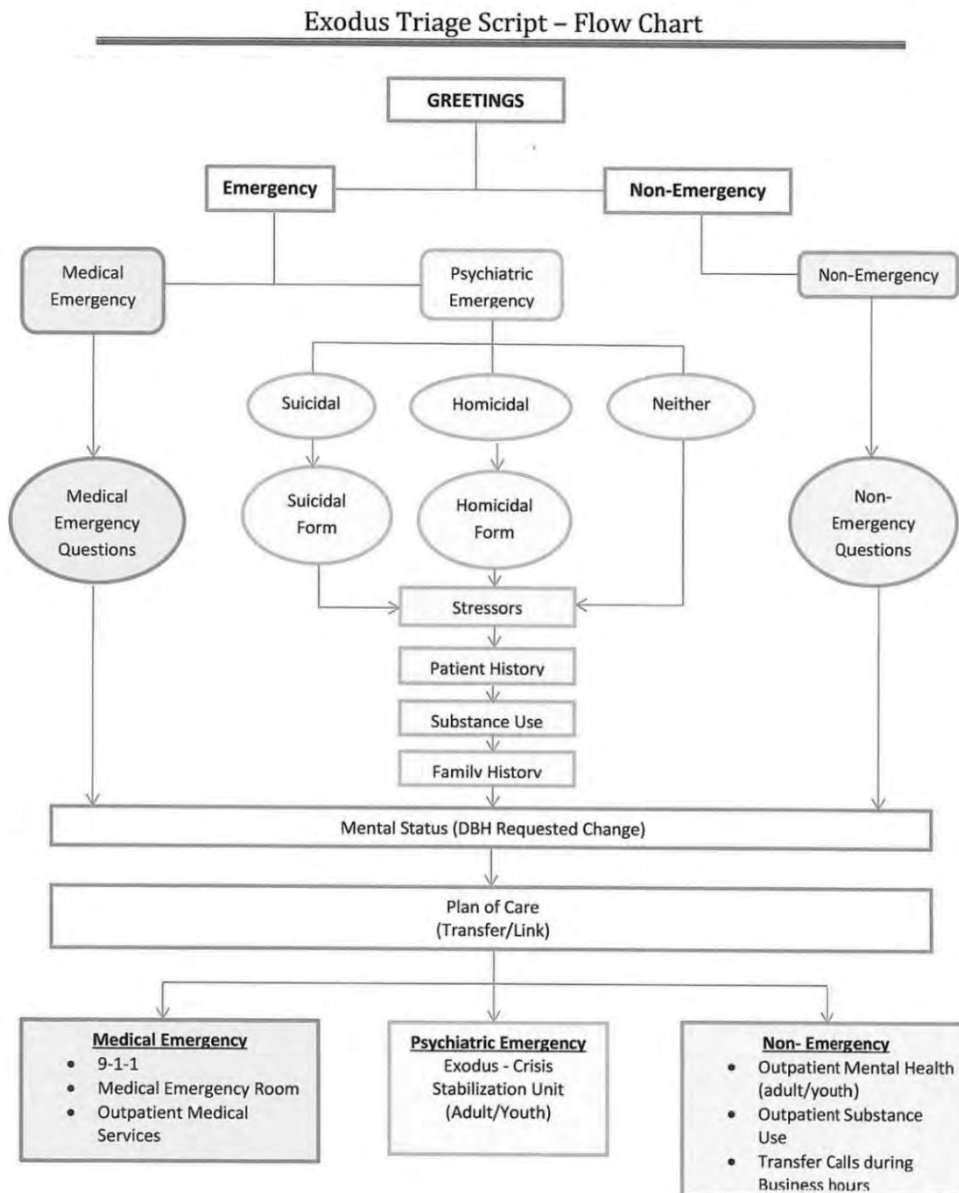 Exodus Triage Script – Flow Chart
GREETINGS
Emergency
Non-Emergency
Medical
Emergency
Psychiatric
Emergency
Non-Emergency
Suicidal
Homicidal
Neither
Medical
Emergency
Questions
Suicidal
Form
Homicidal
Form
Non-
Emergency
Questions
Stressors
Patient History
Substance Use
Family History
Mental Status (DBH Requested Change)
Plan of Care
(Transfer/Link)
Medical Emergency
• 9-1-1
• Medical Emergency Room
• Outpatient Medical
Services
Psychiatric Emergency
Exodus - Crisis
Stabilization Unit
(Adult/Youth)
Non- Emergency
• Outpatient Mental Health
(adult/youth)
• Outpatient Substance
Use
• Transfer Calls during
Business hours